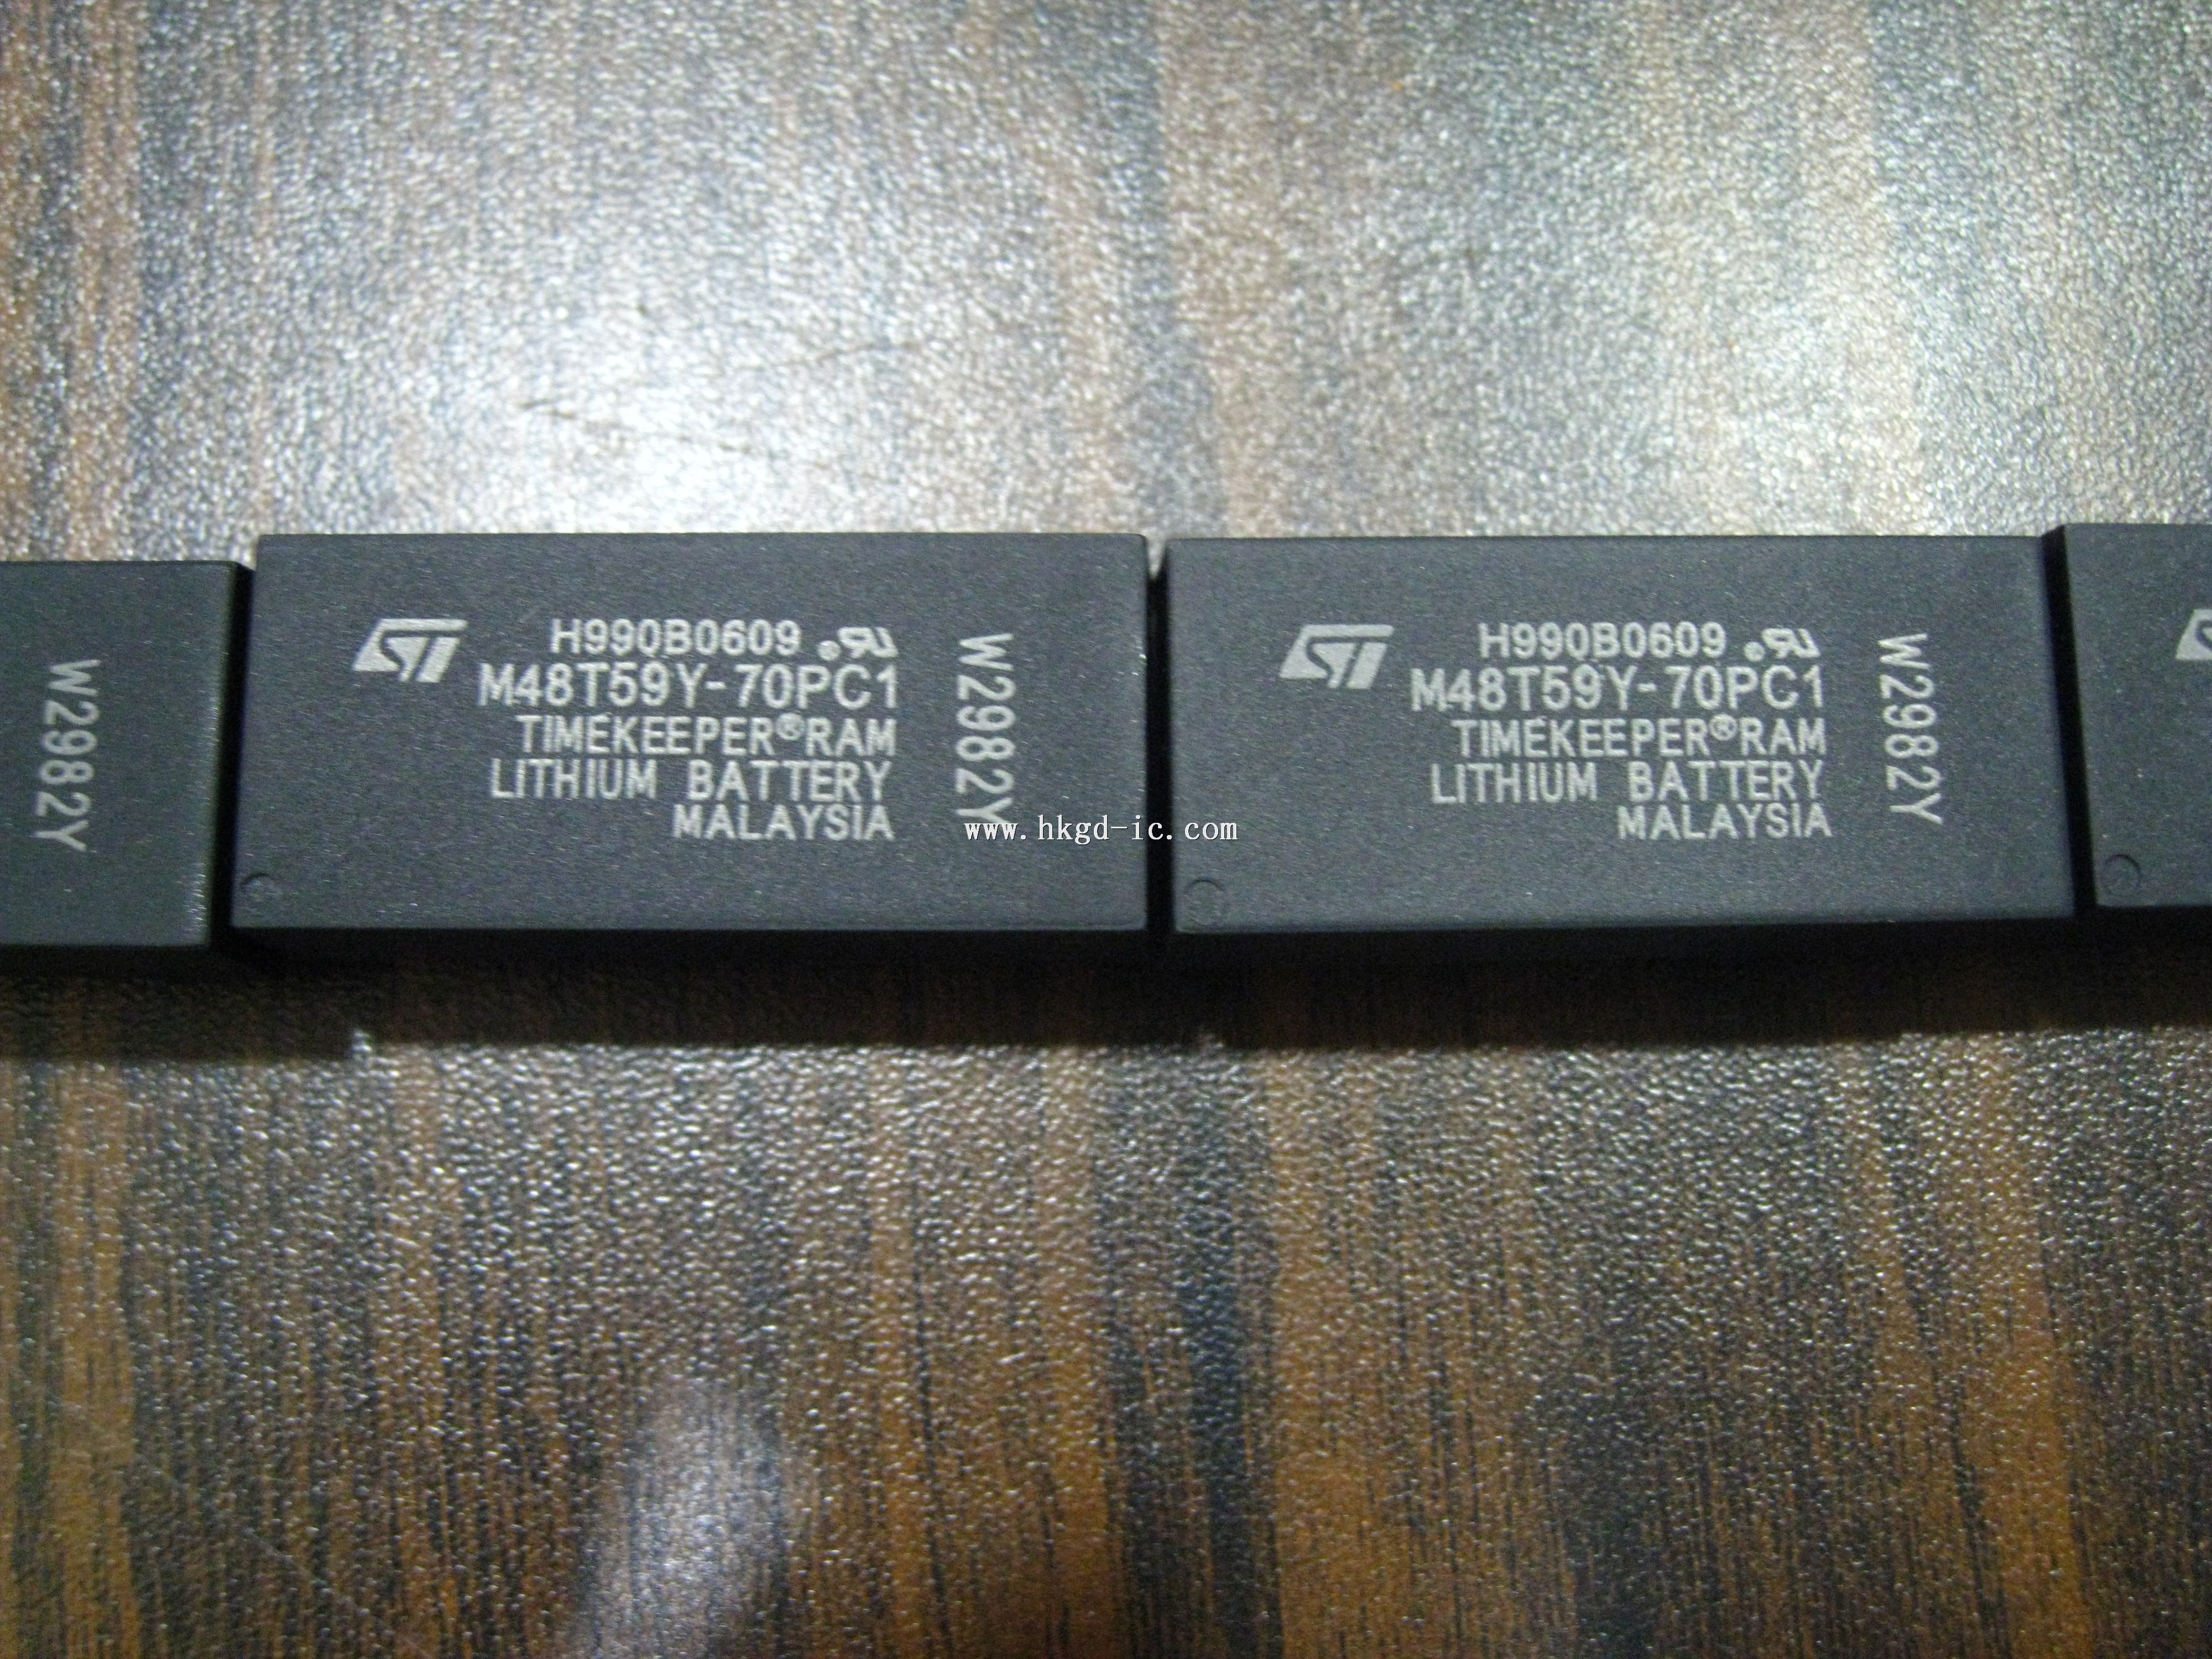 W2982Y
ST
H990B0609
M48T59Y-70PC1
TIMEKEEPER®RAM
LITHIUM BATTERY
MALAYSIA
W2982Y
ST
H990B0609
M48T59Y-70PC1
TIMEKEEPER®RAM
LITHIUM BATTERY
MALAYSIA
W2982Y
www.hkgd-ic.com